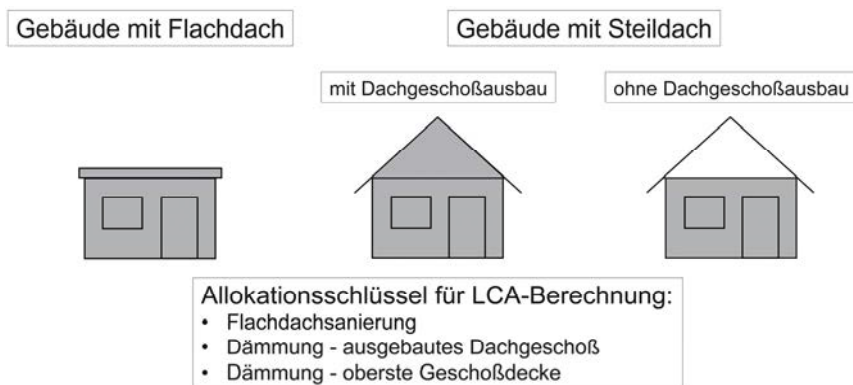 Gebäude mit Flachdach
Gebäude mit Steildach
mit Dachgeschoßausbau
ohne Dachgeschoßausbau
Allokationsschlüssel für LCA-Berechnung:
• Flachdachsanierung
• Dämmung - ausgebautes Dachgeschoß
• Dämmung - oberste Geschoßdecke